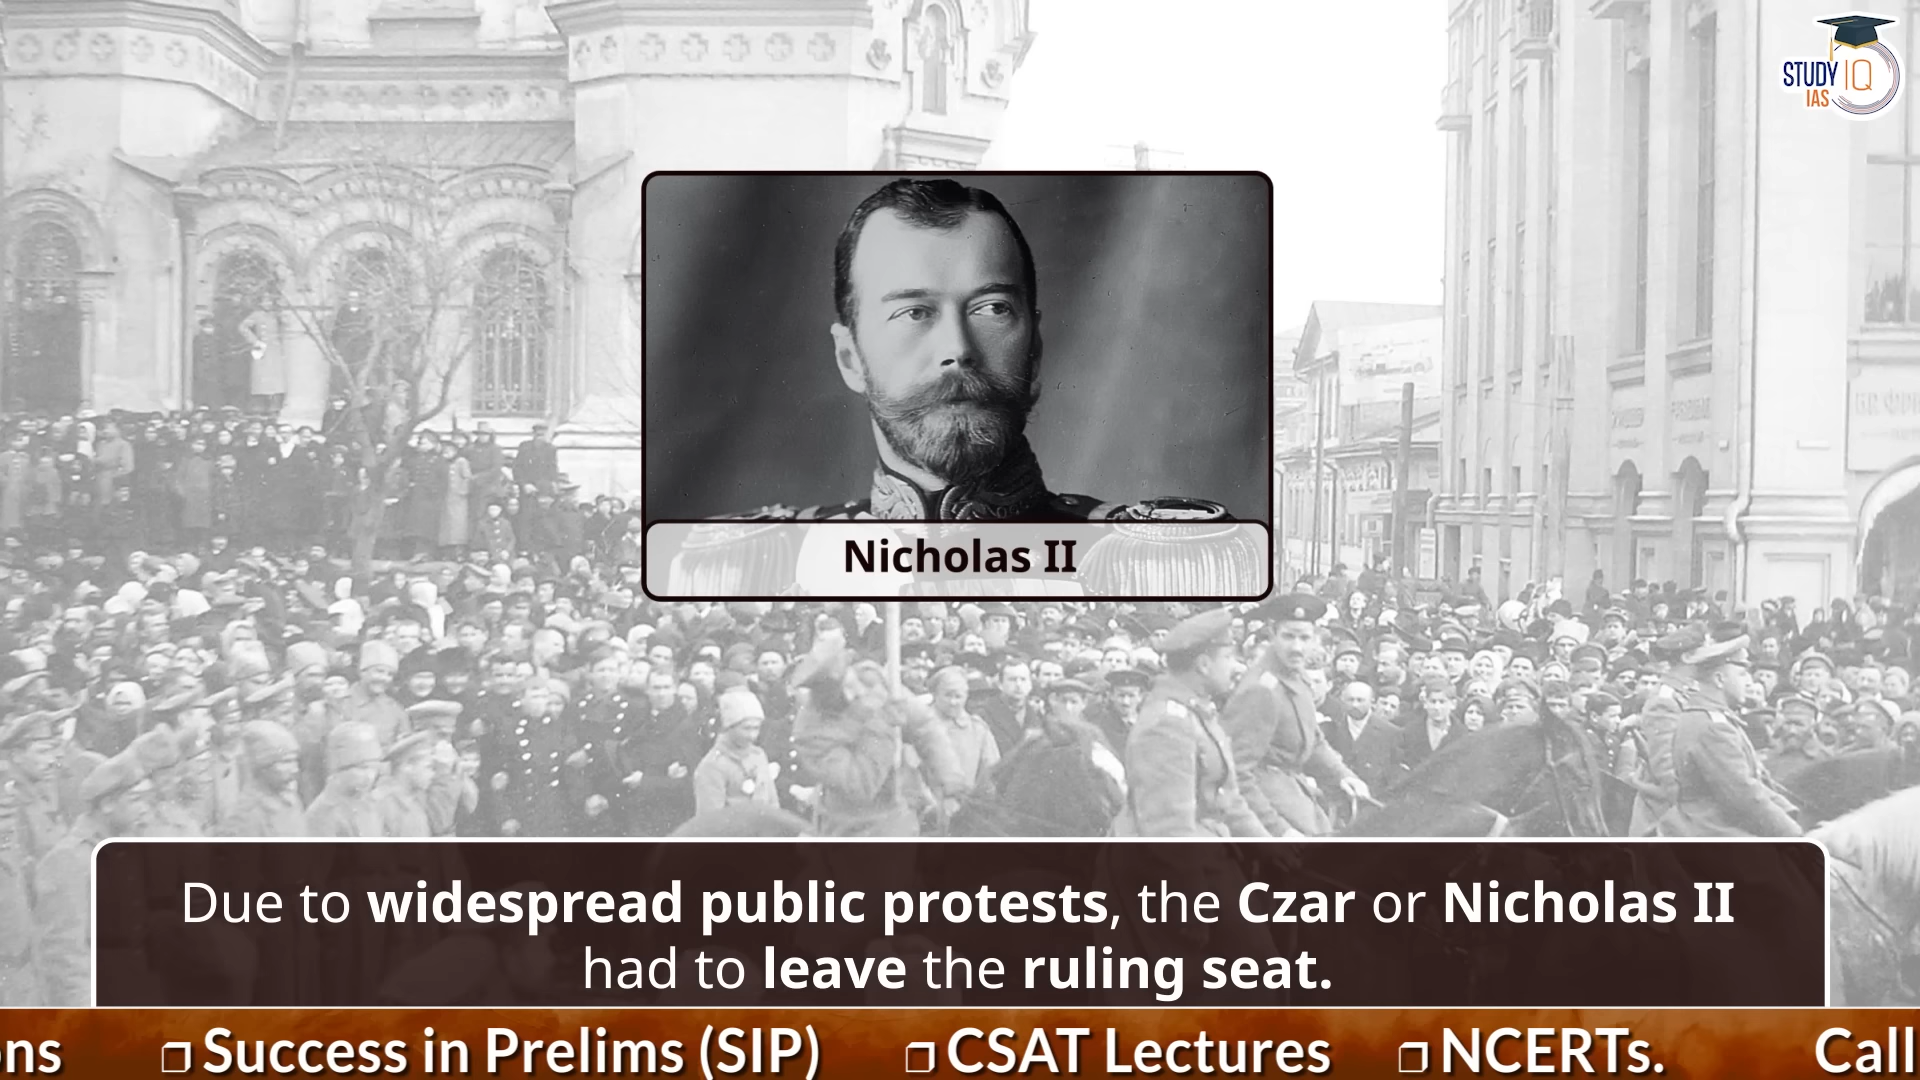 STUDY IQ
IAS
Nicholas II
Due to widespread public protests, the Czar or Nicholas II
had to leave the ruling seat.
ons ❐ Success in Prelims (SIP) ❐ CSAT Lectures ❐ NCERTs. Call